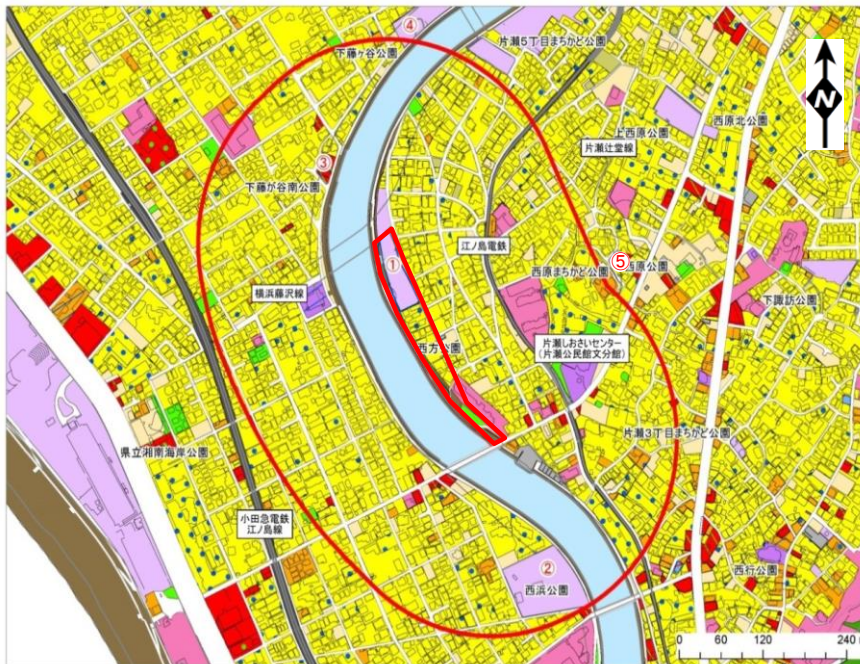 ④
下藤ヶ谷公園
片瀬5丁目まちかど公園
N
西原北公園
上西原公園
片瀬辻堂線
③
下藤が谷南公園
江ノ島電鉄
①
⑤
西原まちかど公園
西原公園
横浜藤沢線
下諏訪公園
片瀬しおさいセンター
(片瀬公民館文分館)
西方公園
片瀬3丁目まちかど公園
県立湘南海岸公園
小田急電鉄
江ノ島線
②
西浜公園
西行公園
0 60 120 240